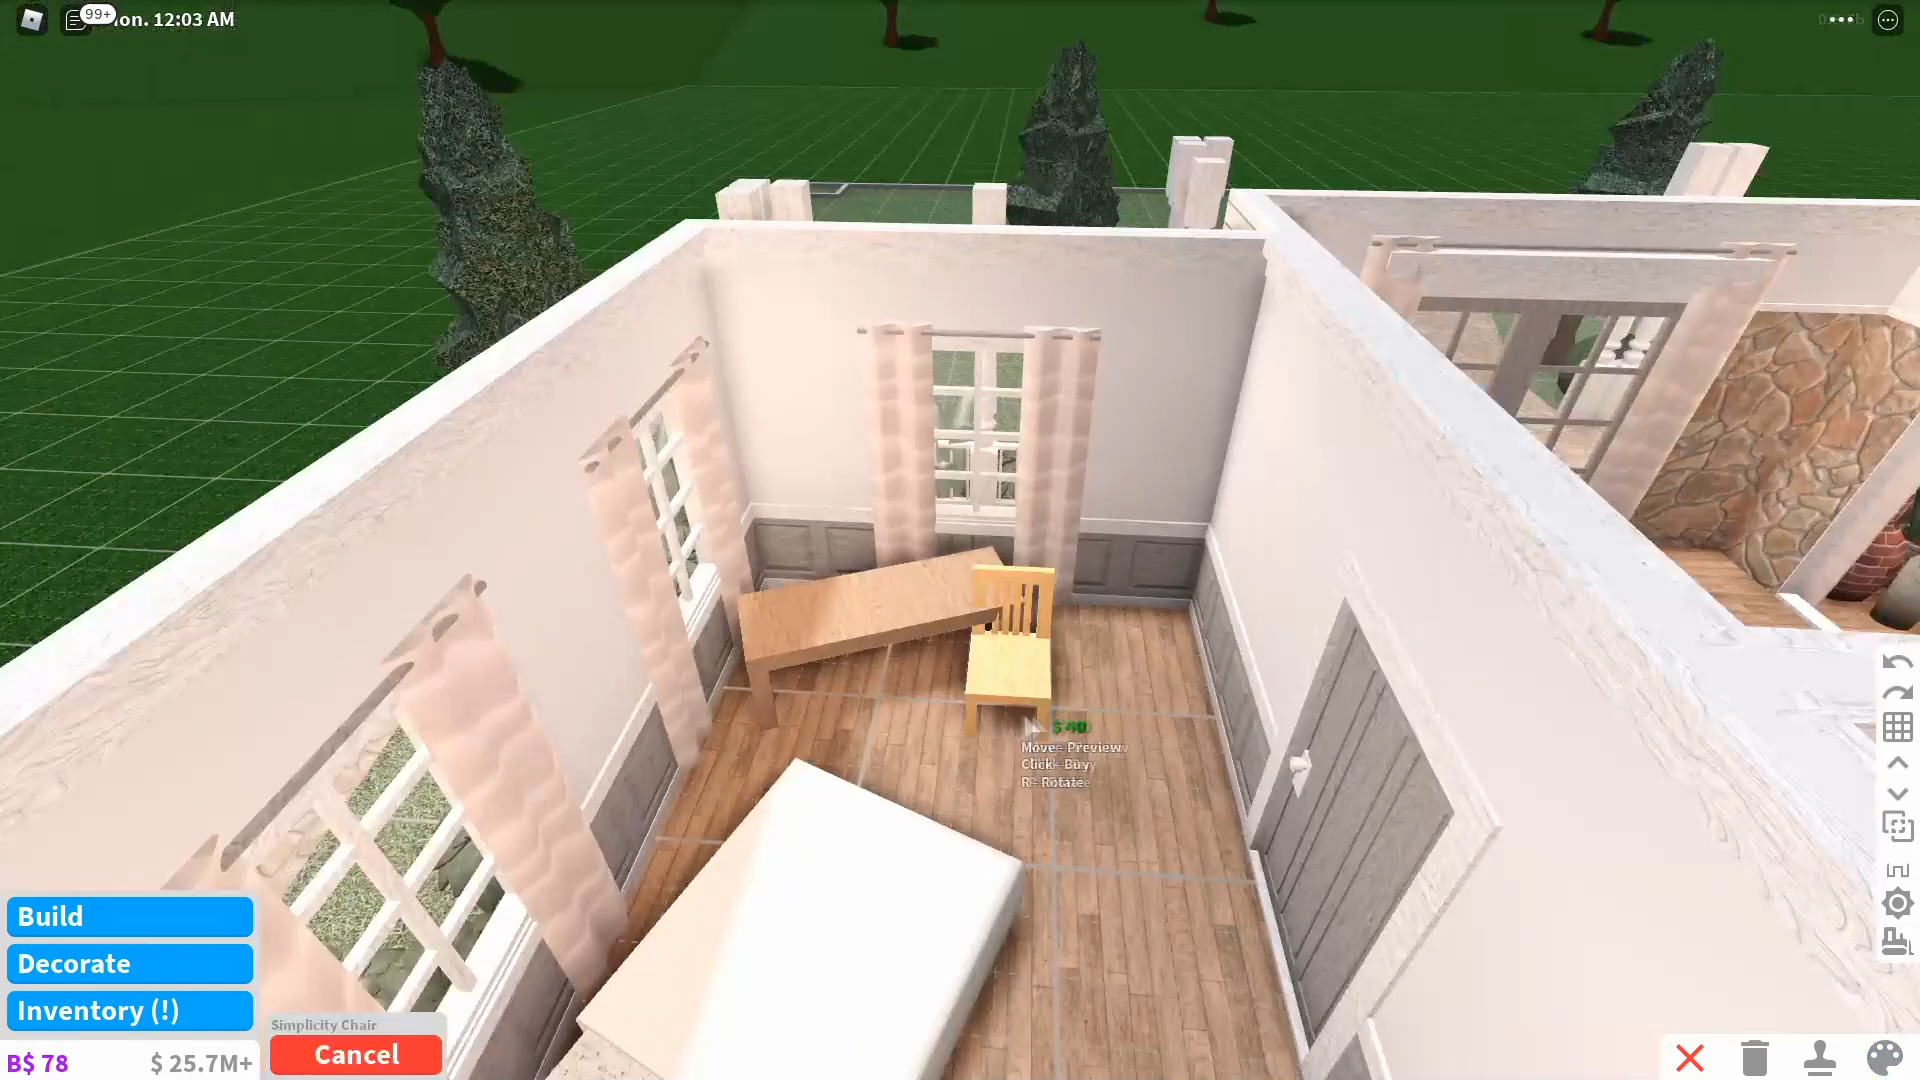 99+
on. 12:03 AM
$ 40
Move - Preview
Click - Buy
R - Rotate
Build
Decorate
Inventory (!)
Simplicity Chair
Cancel
B$ 78
$ 25.7M+